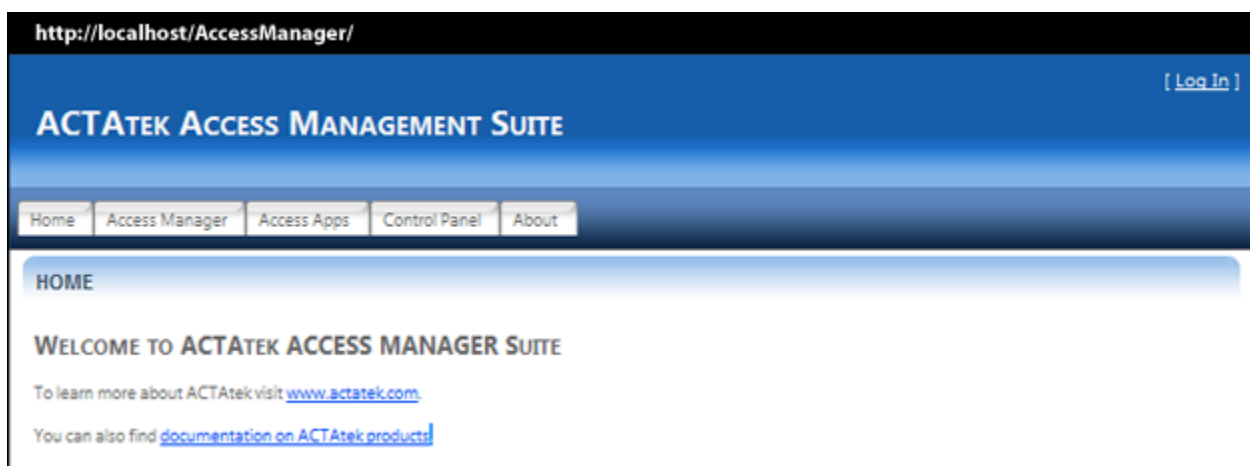 http://localhost/AccessManager/
[ Log In ]
ACTATEK ACCESS MANAGEMENT SUITE
Home Access Manager Access Apps Control Panel About
HOME
WELCOME TO ACTATEK ACCESS MANAGER SUITE
To learn more about ACTAtek visit www.actatek.com.
You can also find documentation on ACTAtek products